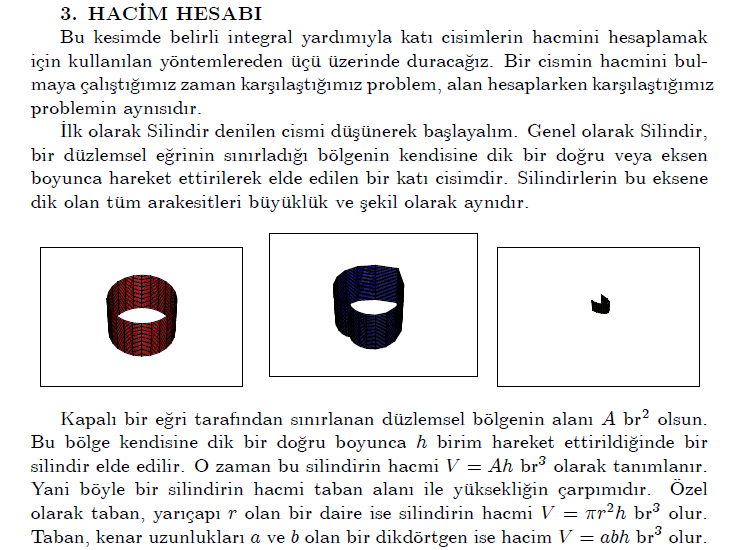 3. HACİM HESABI
Bu kesimde belirli integral yardımıyla katı cisimlerin hacmini hesaplamak
için kullanılan yöntemlereden üçü üzerinde duracağız. Bir cismin hacmini bul-
maya çalıştığımız zaman karşılaştığımız problem, alan hesaplarken karşılaştığımız
problemin aynısıdır.
İlk olarak Silindir denilen cismi düşünerek başlayalım. Genel olarak Silindir,
bir düzlemsel eğrinin sınırladığı bölgenin kendisine dik bir doğru veya eksen
boyunca hareket ettirilerek elde edilen bir katı cisimdir. Silindirlerin bu eksene
dik olan tüm arakesitleri büyüklük ve şekil olarak aynıdır.
Kapalı bir eğri tarafından sınırlanan düzlemsel bölgenin alanı A br² olsun.
Bu bölge kendisine dik bir doğru boyunca h birim hareket ettirildiğinde bir
silindir elde edilir. O zaman bu silindirin hacmi V = Ah br³ olarak tanımlanır.
Yani böyle bir silindirin hacmi taban alanı ile yüksekliğin çarpımıdır. Özel
olarak taban, yarıçapı r olan bir daire ise silindirin hacmi V = πr²h br³ olur.
Taban, kenar uzunlukları a ve b olan bir dikdörtgen ise hacim V = abh br³ olur.